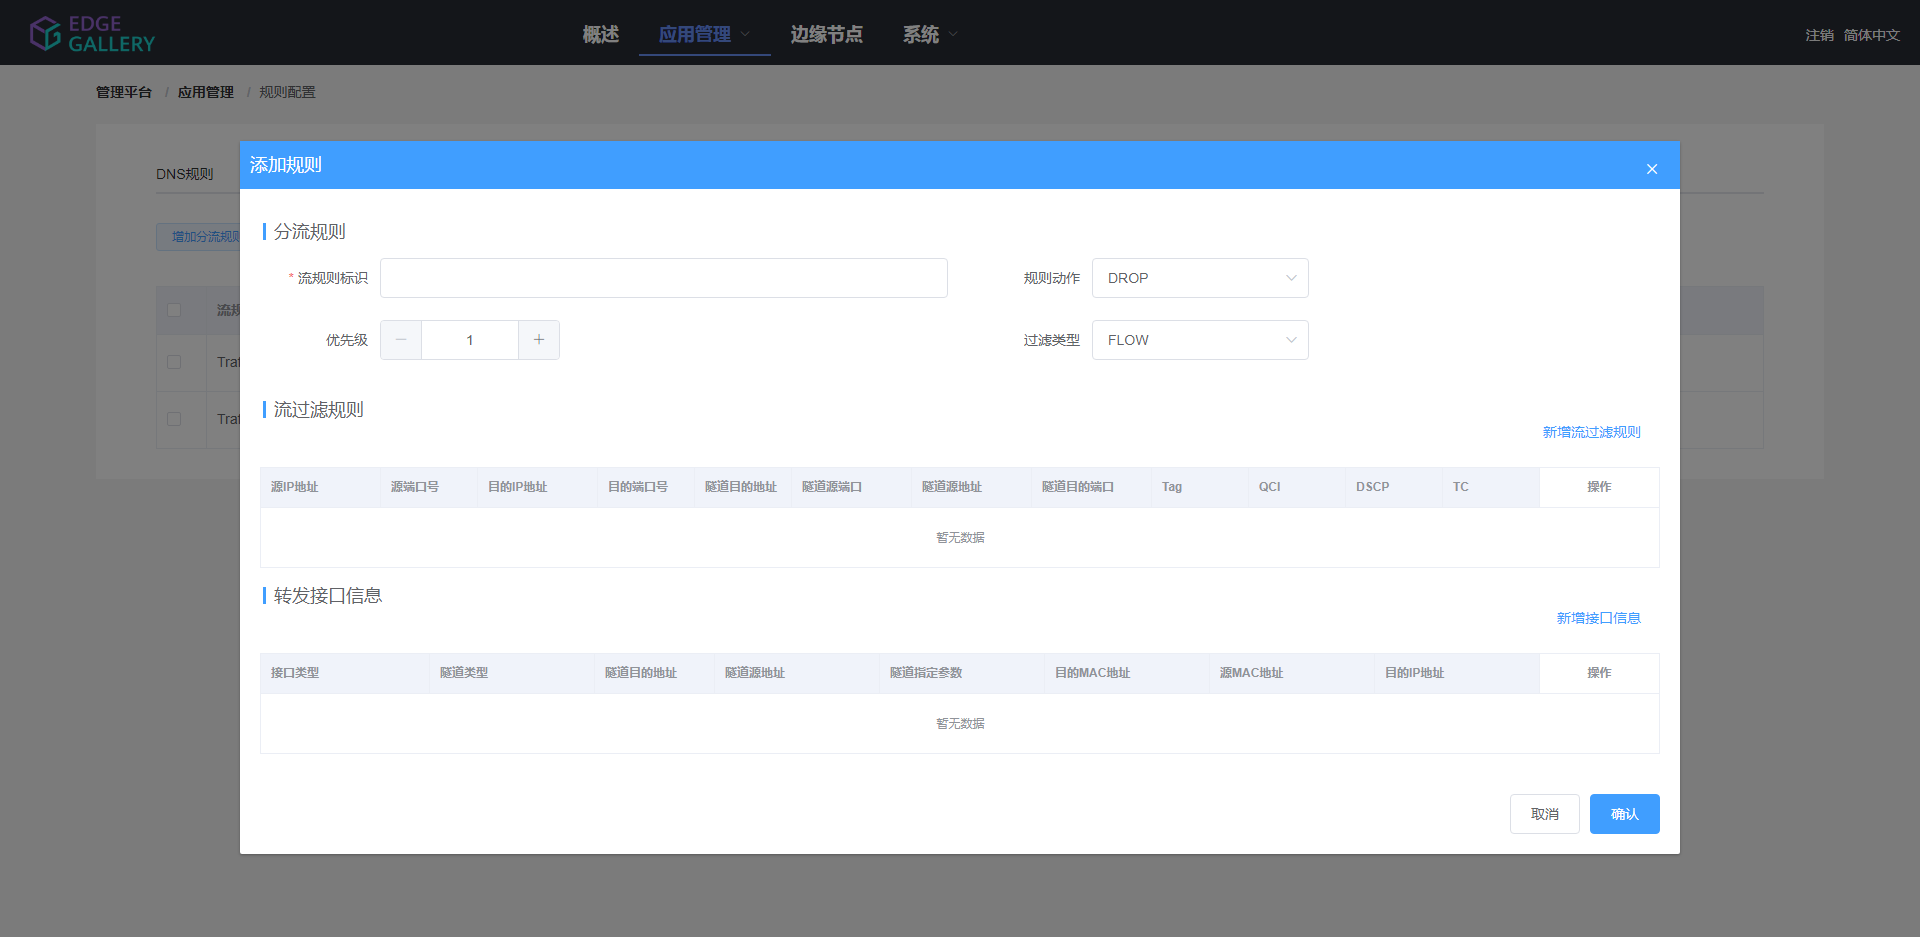 EDGE
GALLERY
概述 应用管理 边缘节点 系统
注销 简体中文
管理平台 / 应用管理 / 规则配置
DNS规则
添加规则
增加分流规则
分流规则
* 流规则标识
规则动作 DROP
流规
优先级 − 1 +
过滤类型 FLOW
Traf
Traf
流过滤规则
新增流过滤规则
源IP地址 源端口号 目的IP地址 目的端口号 隧道目的地址 隧道源端口 隧道源地址 隧道目的端口 Tag QCI DSCP TC 操作
暂无数据
转发接口信息
新增接口信息
接口类型 隧道类型 隧道目的地址 隧道源地址 隧道指定参数 目的MAC地址 源MAC地址 目的IP地址 操作
暂无数据
取消 确认